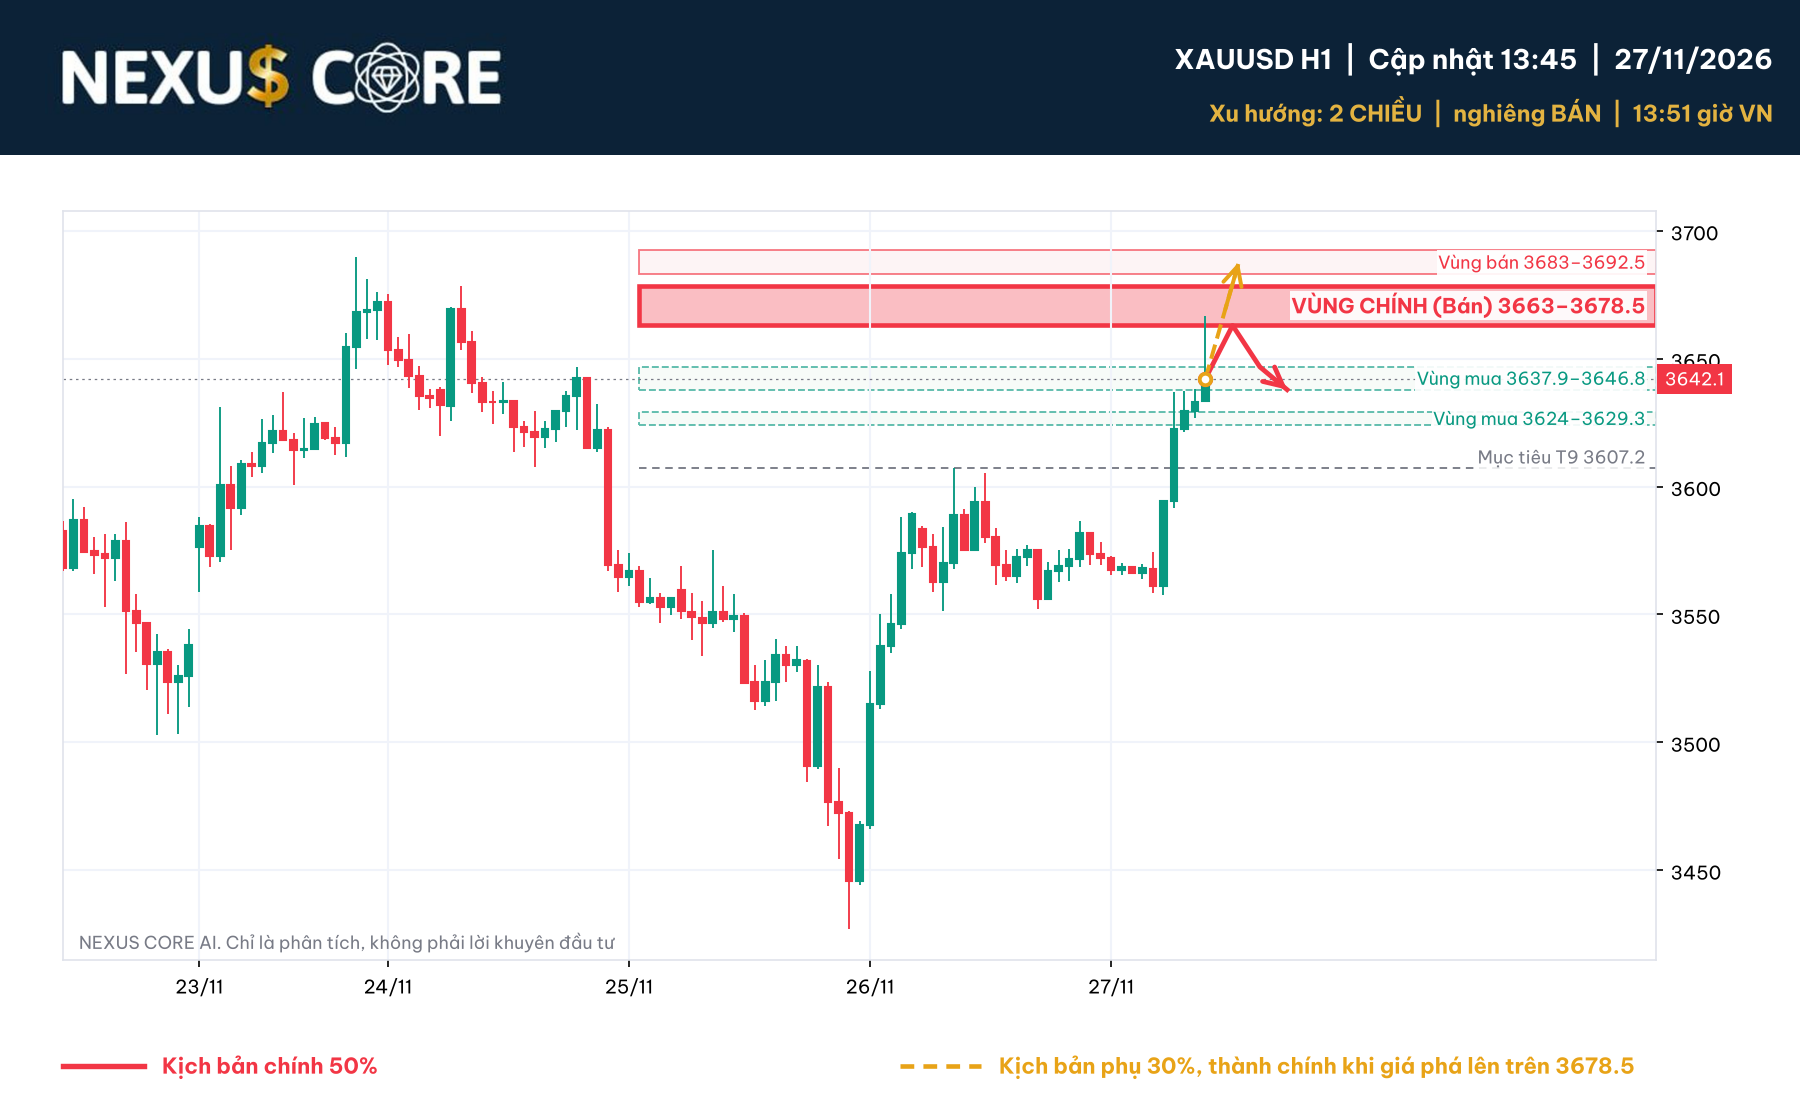 NEXU$ CORE
XAUUSD H1 | Cập nhật 13:45 | 27/11/2026
Xu hướng: 2 CHIỀU | nghiêng BÁN | 13:51 giờ VN
3700
Vùng bán 3683–3692.5
VÙNG CHÍNH (Bán) 3663–3678.5
3650
Vùng mua 3637.9–3646.8
3642.1
Vùng mua 3624–3629.3
Mục tiêu T9 3607.2
3600
3550
3500
3450
NEXUS CORE AI. Chỉ là phân tích, không phải lời khuyên đầu tư
23/11
24/11
25/11
26/11
27/11
Kịch bản chính 50%
Kịch bản phụ 30%, thành chính khi giá phá lên trên 3678.5